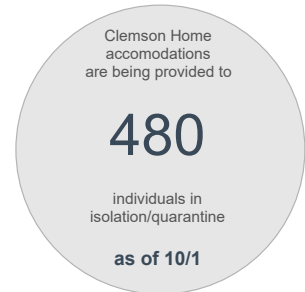 Clemson Home
accomodations
are being provided to
480
individuals in
isolation/quarantine
as of 10/1